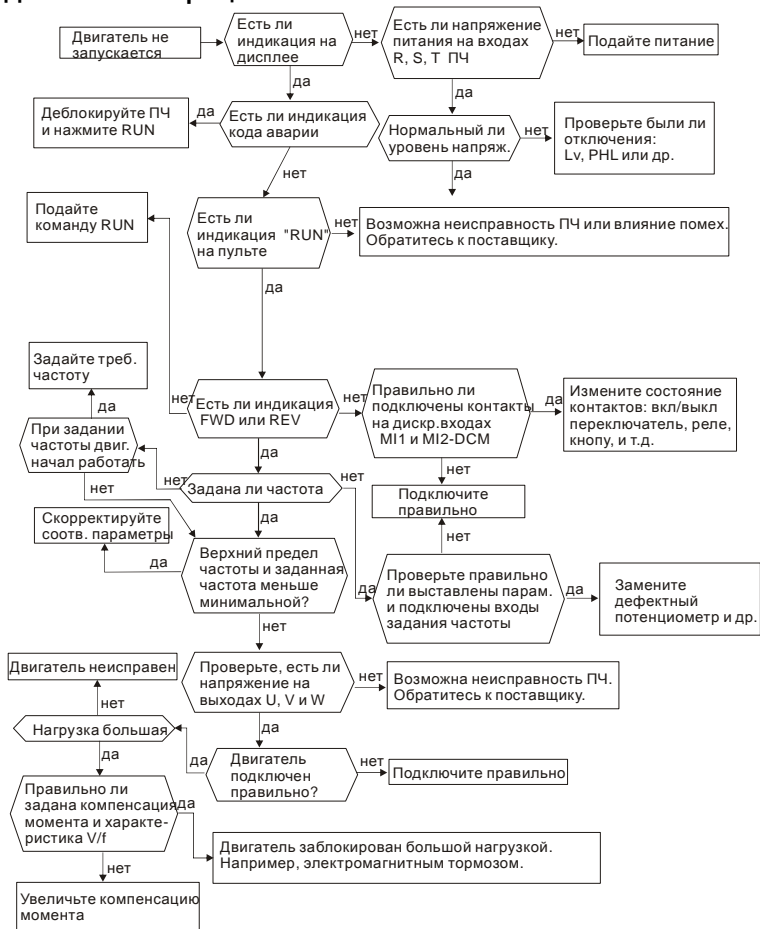 Двигатель не
запускается
Есть ли
индикация на
дисплее
нет
Есть ли напряжение
питания на входах
R, S, T ПЧ
нет
Подайте питание
да
да
Деблокируйте ПЧ
и нажмите RUN
да
Есть ли индикация
кода аварии
Нормальный ли
уровень напряж.
нет
Проверьте были ли
отключения:
Lv, PHL или др.
нет
да
Подайте
команду RUN
Есть ли
индикация "RUN"
на пульте
нет
Возможна неисправность ПЧ или влияние помех.
Обратитесь к поставщику.
да
Задайте треб.
частоту
да
нет
Есть ли индикация
FWD или REV
нет
Правильно ли
подключены контакты
на дискр.входах
MI1 и MI2-DCM
да
Измените состояние
контактов: вкл/выкл
переключатель, реле,
кнопу, и т.д.
При задании
частоты двиг.
начал работать
да
нет
нет
нет
Задана ли частота
нет
Подключите
правильно
да
нет
Скорректируйте
соотв. параметры
да
Верхний предел
частоты и заданная
частота меньше
минимальной?
да
Проверьте правильно
ли выставлены парам.
и подключены входы
задания частоты
да
Замените
дефектный
потенциометр и др.
нет
Двигатель неисправен
Проверьте, есть ли
напряжение на
выходах U, V и W
нет
Возможна неисправность ПЧ.
Обратитесь к поставщику.
нет
да
Нагрузка большая
да
Двигатель
подключен
правильно?
нет
Подключите правильно
да
Правильно ли
задана компенсация
момента и характе-
ристика V/f
да
Двигатель заблокирован большой нагрузкой.
Например, электромагнитным тормозом.
нет
Увеличьте компенсацию
момента